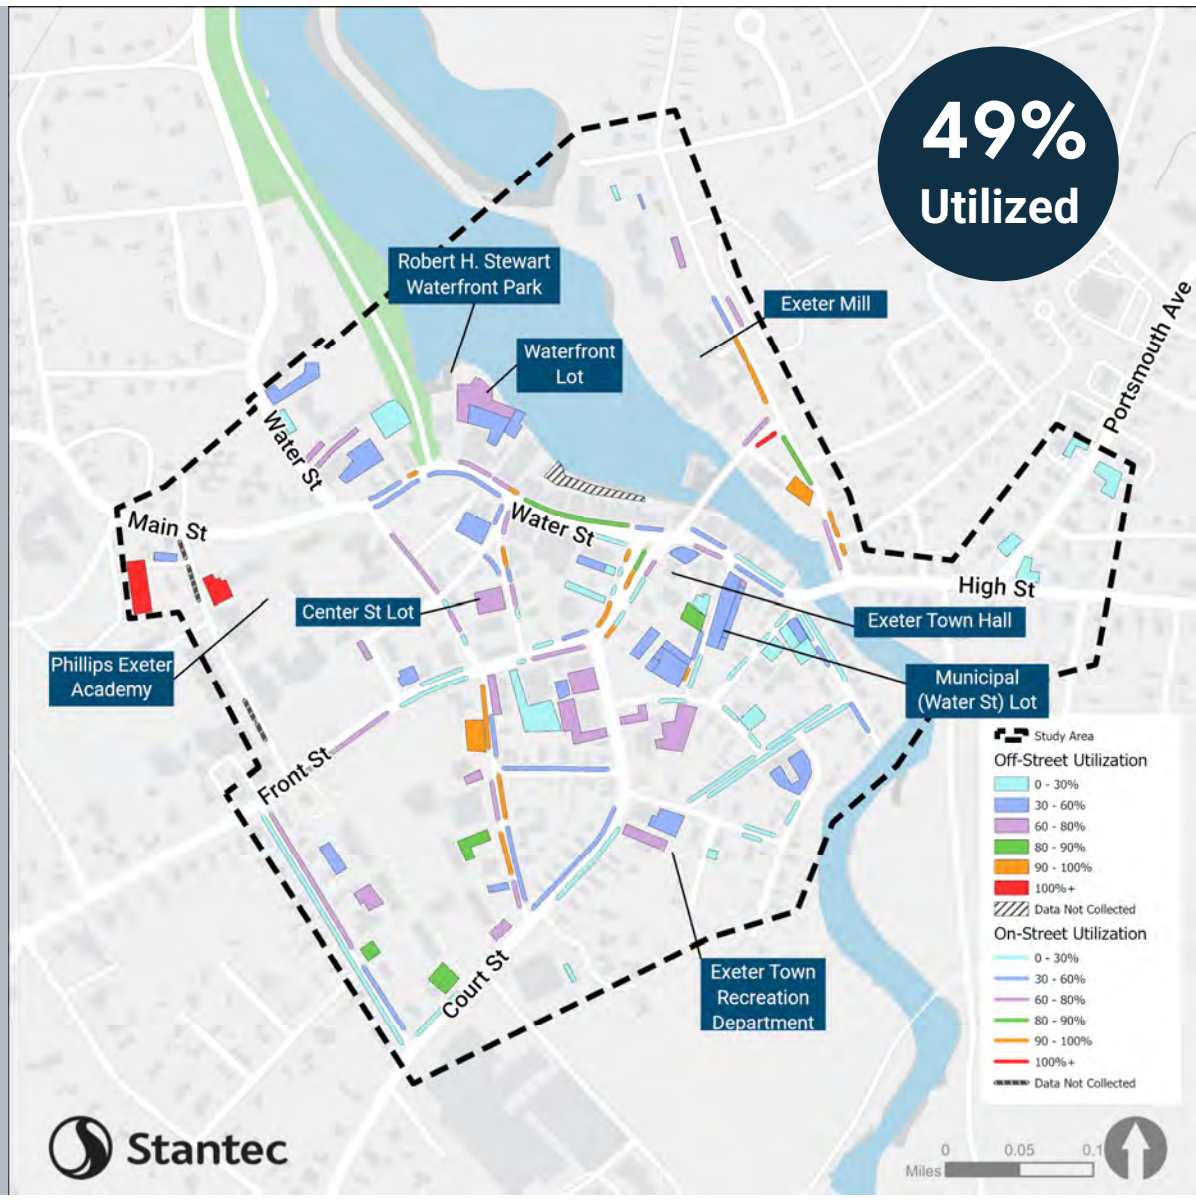 49%
Utilized
Robert H. Stewart
Waterfront Park
Exeter Mill
Portsmouth Ave
Waterfront
Lot
Water St
Main St
Water St
High St
Center St Lot
Exeter Town Hall
Phillips Exeter
Academy
Municipal
(Water St) Lot
Front St
Court St
Exeter Town
Recreation
Department
Study Area
Off-Street Utilization
0 - 30%
30 - 60%
60 - 80%
80 - 90%
90 - 100%
100%+
Data Not Collected
On-Street Utilization
0 - 30%
30 - 60%
60 - 80%
80 - 90%
90 - 100%
100%+
Data Not Collected
Stantec
0 0.05 0.1
Miles